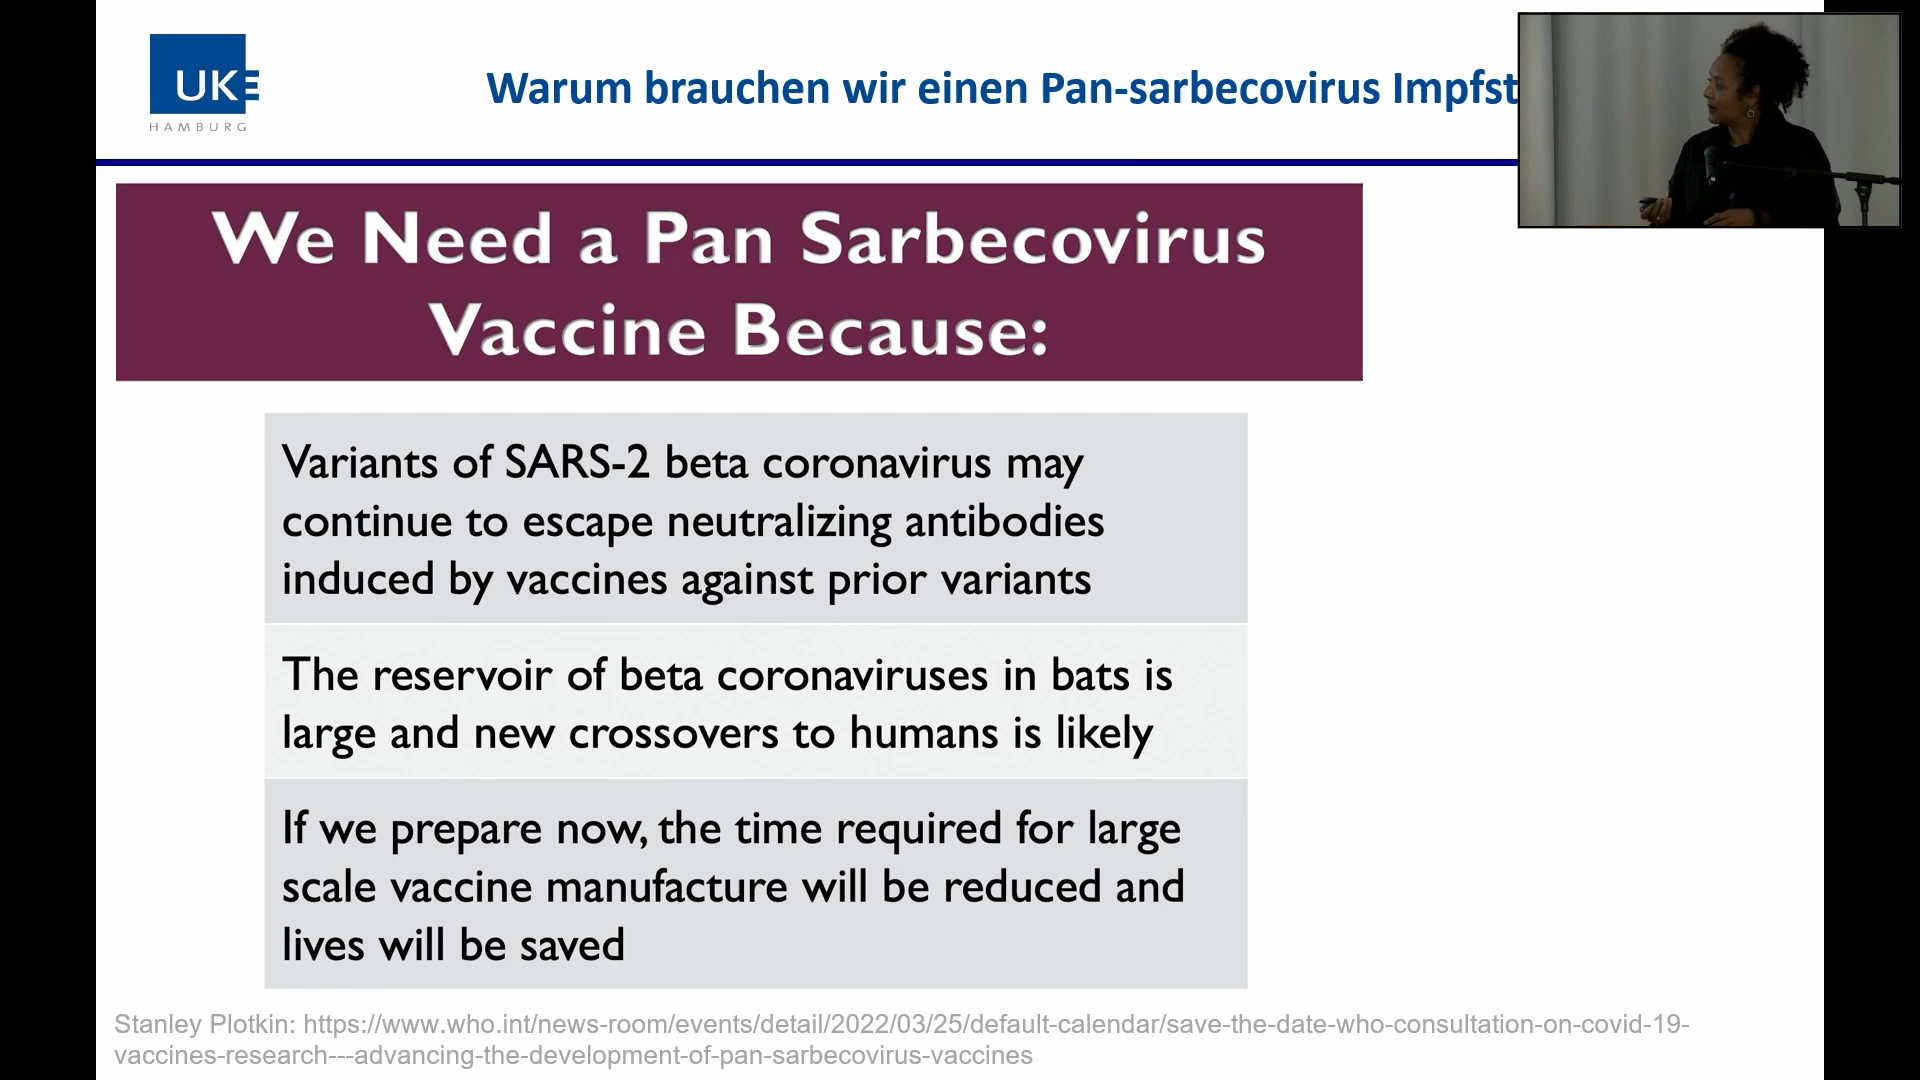 UKE
HAMBURG
Warum brauchen wir einen Pan-sarbecovirus Impfst
We Need a Pan Sarbecovirus
Vaccine Because:
Variants of SARS-2 beta coronavirus may
continue to escape neutralizing antibodies
induced by vaccines against prior variants
The reservoir of beta coronaviruses in bats is
large and new crossovers to humans is likely
If we prepare now, the time required for large
scale vaccine manufacture will be reduced and
lives will be saved
Stanley Plotkin: https://www.who.int/news-room/events/detail/2022/03/25/default-calendar/save-the-date-who-consultation-on-covid-19-
vaccines-research---advancing-the-development-of-pan-sarbecovirus-vaccines